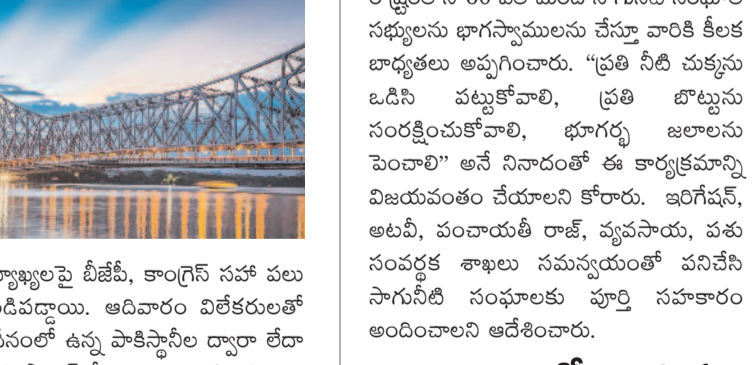 వ్యాఖ్యలపై బీజేపీ, కాంగ్రెస్ సహా పలు
ఆదివారం విలేకరులతో
ఉన్న పాకిస్థానీల ద్వారా లేదా
సభ్యులను భాగస్వాములను చేస్తూ వారికి కీలక
బాధ్యతలు అప్పగించారు. “ప్రతి నీటి చుక్కను
ఒడిసి పట్టుకోవాలి, ప్రతి బొట్టును
సంరక్షించుకోవాలి, భూగర్భ జలాలను
పెంచాలి” అనే నినాదంతో ఈ కార్యక్రమాన్ని
విజయవంతం చేయాలని కోరారు. ఇరిగేషన్,
అటవీ, పంచాయతీ రాజ్, వ్యవసాయ, పశు
సంవర్థక శాఖలు సమన్వయంతో పనిచేసి
సాగునీటి సంఘాలకు పూర్తి సహకారం
అందించాలని ఆదేశించారు.